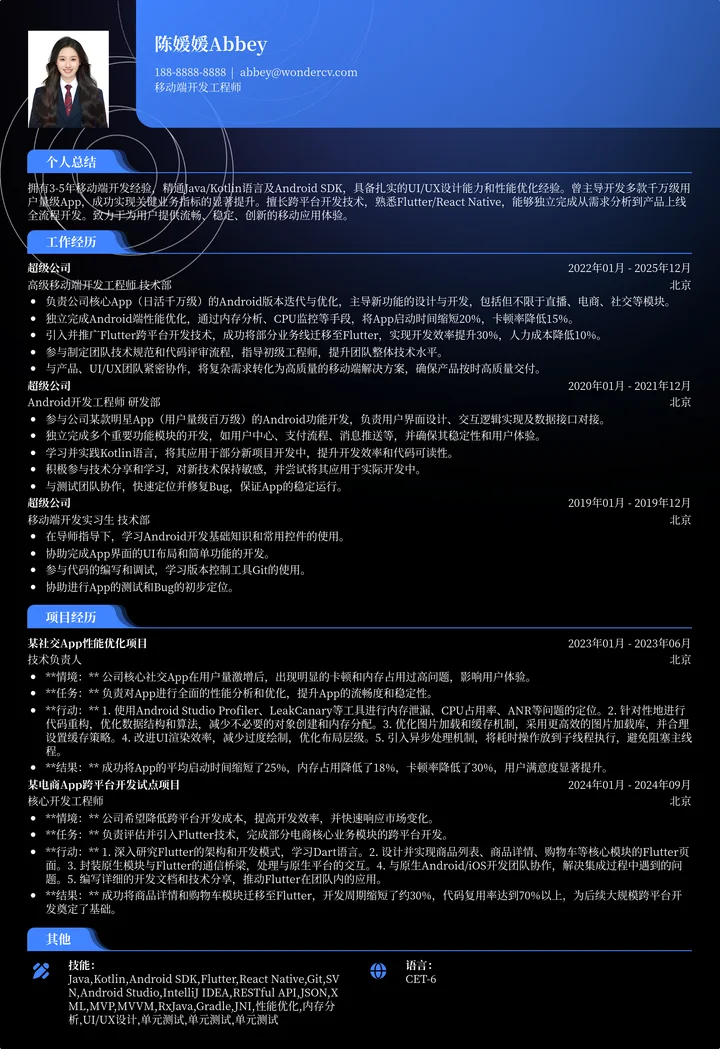 陈媛媛Abbey
188-8888-8888 | abbey@wondercv.com
移动端开发工程师
个人总结
拥有3-5年移动端开发经验，精通Java/Kotlin语言及Android SDK，具备扎实的UI/UX设计能力和性能优化经验。曾主导开发多款千万级用
户量级App、成功实现关键业务指标的显著提升。擅长跨平台开发技术，熟悉Flutter/React Native，能够独立完成从需求分析到产品上线
全流程开发。致力于为用户提供流畅、稳定、创新的移动应用体验。
工作经历
超级公司 2022年01月 - 2025年12月
高级移动端开发工程师 技术部 北京
• 负责公司核心App（日活千万级）的Android版本迭代与优化，主导新功能的设计与开发，包括但不限于直播、电商、社交等模块。
• 独立完成Android端性能优化，通过内存分析、CPU监控等手段，将App启动时间缩短20%，卡顿率降低15%。
• 引入并推广Flutter跨平台开发技术，成功将部分业务线迁移至Flutter，实现开发效率提升30%，人力成本降低10%。
• 参与制定团队技术规范和代码评审流程，指导初级工程师，提升团队整体技术水平。
• 与产品、UI/UX团队紧密协作，将复杂需求转化为高质量的移动端解决方案，确保产品按时高质量交付。
超级公司 2020年01月 - 2021年12月
Android开发工程师 研发部 北京
• 参与公司某款明星App（用户量级百万级）的Android功能开发，负责用户界面设计、交互逻辑实现及数据接口对接。
• 独立完成多个重要功能模块的开发，如用户中心、支付流程、消息推送等，并确保其稳定性和用户体验。
• 学习并实践Kotlin语言，将其应用于部分新项目开发中，提升开发效率和代码可读性。
• 积极参与技术分享和学习，对新技术保持敏感，并尝试将其应用于实际开发中。
• 与测试团队协作，快速定位并修复Bug，保证App的稳定运行。
超级公司 2019年01月 - 2019年12月
移动端开发实习生 技术部 北京
• 在导师指导下，学习Android开发基础知识和常用控件的使用。
• 协助完成App界面的UI布局和简单功能的开发。
• 参与代码的编写和调试，学习版本控制工具Git的使用。
• 协助进行App的测试和Bug的初步定位。
项目经历
某社交App性能优化项目 2023年01月 - 2023年06月
技术负责人 北京
• **情境：** 公司核心社交App在用户量激增后，出现明显的卡顿和内存占用过高问题，影响用户体验。
• **任务：** 负责对App进行全面的性能分析和优化，提升App的流畅度和稳定性。
• **行动：** 1. 使用Android Studio Profiler、LeakCanary等工具进行内存泄漏、CPU占用率、ANR等问题的定位。2. 针对性地进行
代码重构，优化数据结构和算法，减少不必要的对象创建和内存分配。3. 优化图片加载和缓存机制，采用更高效的图片加载库，并合理
设置缓存策略。4. 改进UI渲染效率，减少过度绘制，优化布局层级。5. 引入异步处理机制，将耗时操作放到子线程执行，避免阻塞主线
程。
• **结果：** 成功将App的平均启动时间缩短了25%，内存占用降低了18%，卡顿率降低了30%，用户满意度显著提升。
某电商App跨平台开发试点项目 2024年01月 - 2024年09月
核心开发工程师 北京
• **情境：** 公司希望降低跨平台开发成本，提高开发效率，并快速响应市场变化。
• **任务：** 负责评估并引入Flutter技术，完成部分电商核心业务模块的跨平台开发。
• **行动：** 1. 深入研究Flutter的架构和开发模式，学习Dart语言。2. 设计并实现商品列表、商品详情、购物车等核心模块的Flutter页
面。3. 封装原生模块与Flutter的通信桥梁，处理与原生平台的交互。4. 与原生Android/iOS开发团队协作，解决集成过程中遇到的问
题。5. 编写详细的开发文档和技术分享，推动Flutter在团队内的应用。
• **结果：** 成功将商品详情和购物车模块迁移至Flutter，开发周期缩短了约30%，代码复用率达到70%以上，为后续大规模跨平台开
发奠定了基础。
其他
技能：
Java,Kotlin,Android SDK,Flutter,React Native,Git,SV
N,Android Studio,IntelliJ IDEA,RESTful API,JSON,X
ML,MVP,MVVM,RxJava,Gradle,JNI,性能优化,内存分
析,UI/UX设计,单元测试,单元测试,单元测试
语言：
CET-6